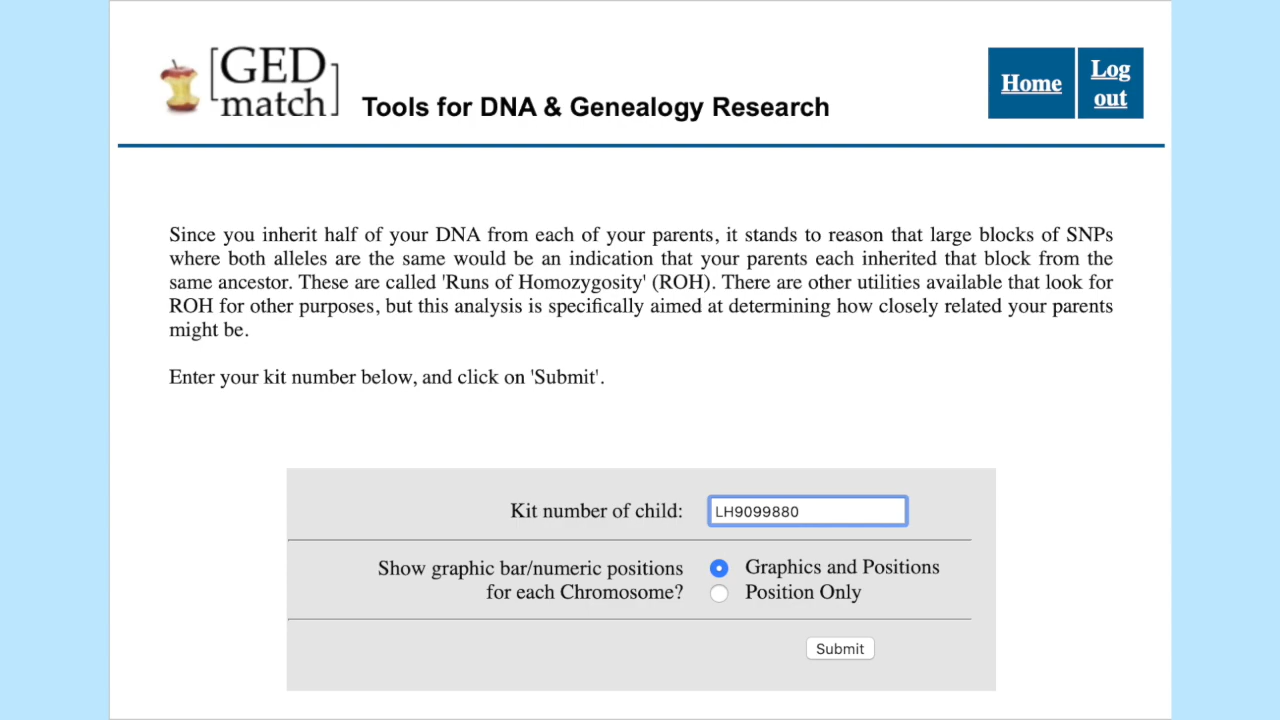 [GED
match]
Tools for DNA & Genealogy Research
Home
Log
out
Since you inherit half of your DNA from each of your parents, it stands to reason that large blocks of SNPs
where both alleles are the same would be an indication that your parents each inherited that block from the
same ancestor. These are called 'Runs of Homozygosity' (ROH). There are other utilities available that look for
ROH for other purposes, but this analysis is specifically aimed at determining how closely related your parents
might be.
Enter your kit number below, and click on 'Submit'.
Kit number of child: LH9099880
Show graphic bar/numeric positions
for each Chromosome?
Graphics and Positions
Position Only
Submit